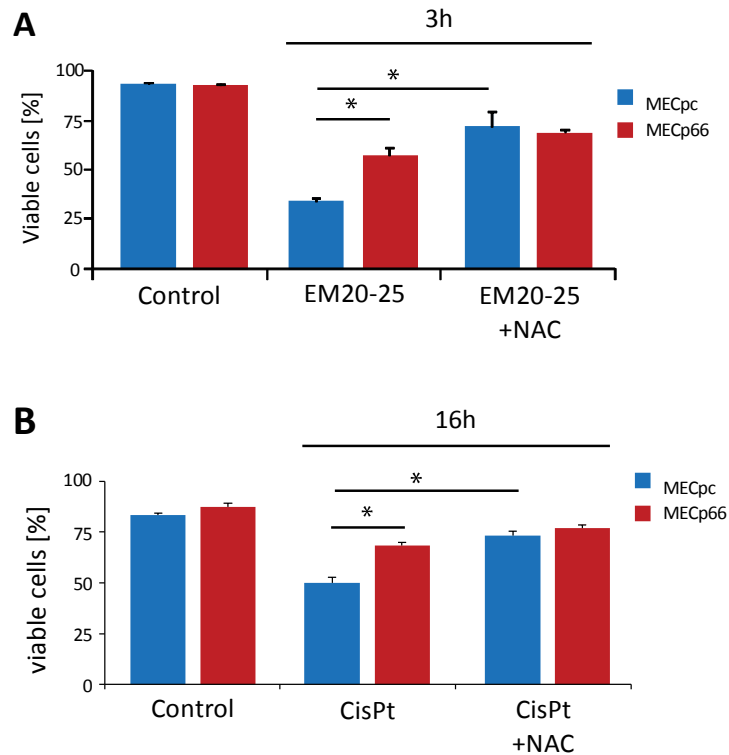 A
3h
Viable cells [%]
100
75
50
25
0
*
*
MECpc
MECp66
Control
EM20-25
EM20-25
+NAC
B
16h
viable cells [%]
100
75
50
25
0
*
*
MECpc
MECp66
Control
CisPt
CisPt
+NAC